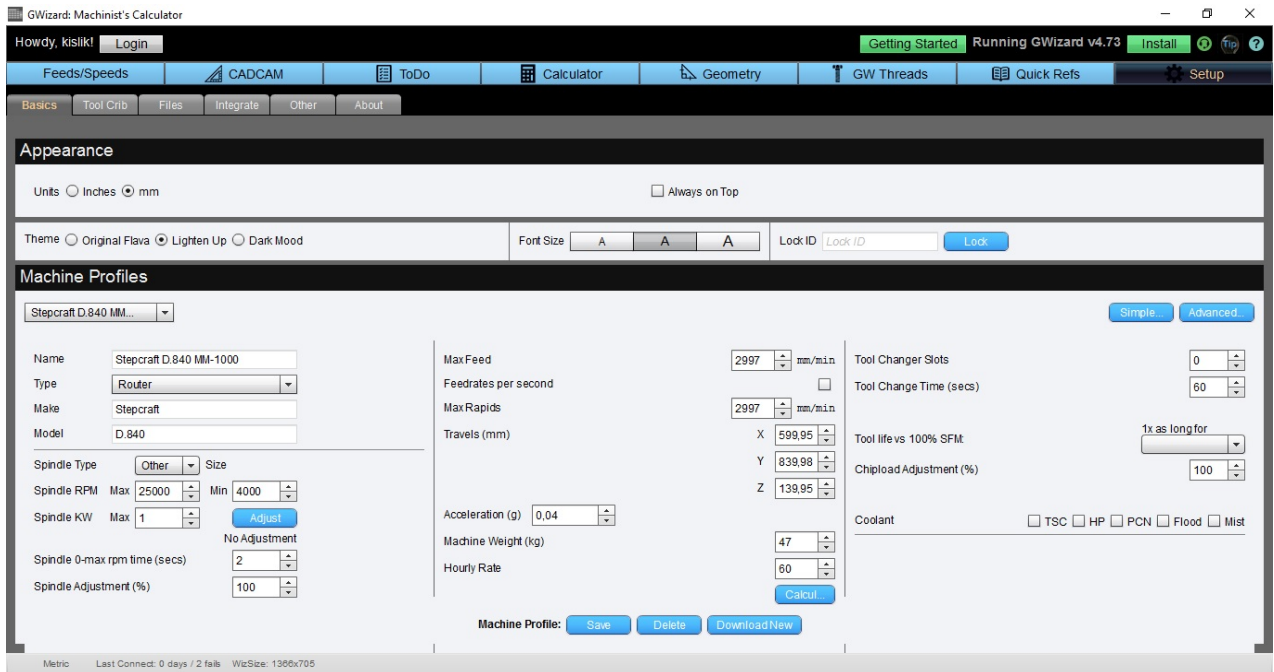 GWizard: Machinist's Calculator
Howdy, kislik! Login Getting Started Running GWizard v4.73 Install Tip ?
Feeds/Speeds CADCAM ToDo Calculator Geometry GW Threads Quick Refs Setup
Basics Tool Crib Files Integrate Other About
Appearance
Units Inches mm Always on Top
Theme Original Flava Lighten Up Dark Mood Font Size A A A Lock ID Lock ID Lock
Machine Profiles
Stepcraft D.840 MM... Simple... Advanced...
Name Stepcraft D.840 MM-1000 Max Feed 2997 mm/min Tool Changer Slots 0
Type Router Feedrates per second Tool Change Time (secs) 60
Make Stepcraft Max Rapids 2997 mm/min
Model D.840 Travels (mm) X 599,95 Tool life vs 100% SFM: 1x as long for
Spindle Type Other Size Y 839,98 Chipload Adjustment (%) 100
Spindle RPM Max 25000 Min 4000 Z 139,95
Spindle KW Max 1 Adjust Acceleration (g) 0,04 Coolant TSC HP PCN Flood Mist
No Adjustment Machine Weight (kg) 47
Spindle 0-max rpm time (secs) 2 Hourly Rate 60
Spindle Adjustment (%) 100 Calcul...
Machine Profile: Save Delete Download New
Metric Last Connect: 0 days / 2 fails WizSize: 1366x705